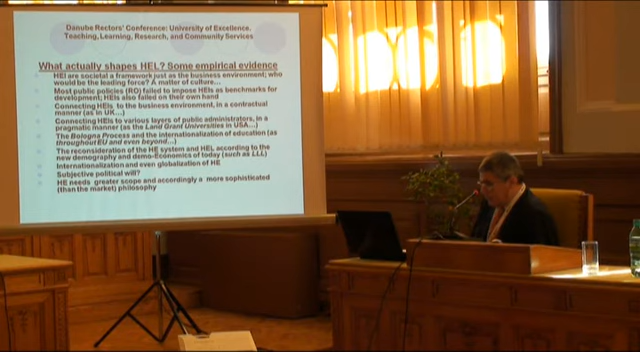 Danube Rectors' Conference: University of Excellence.
Teaching, Learning, Research, and Community Services
What actually shapes HEL? Some empirical evidence
HEI are societal a framework just as the business environment; who
would be the leading force? A matter of culture...
Most public policies (RO) failed to impose HEIs as benchmarks for
development; HEIs also failed on their own hand
Connecting HEIs to the business environment, in a contractual
manner (as in UK...)
Connecting HEIs to various layers of public administrators, in a
pragmatic manner (as the Land Grant Universities in USA...)
The Bologna Process and the internationalization of education (as
throughout EU and even beyond...)
The reconsideration of the HE system and HEL according to the
new demography and demo-Economics of today (such as LLL)
Internationalization and even globalization of HE
Subjective political will?
HE needs greater scope and accordingly a more sophisticated
(than the market) philosophy